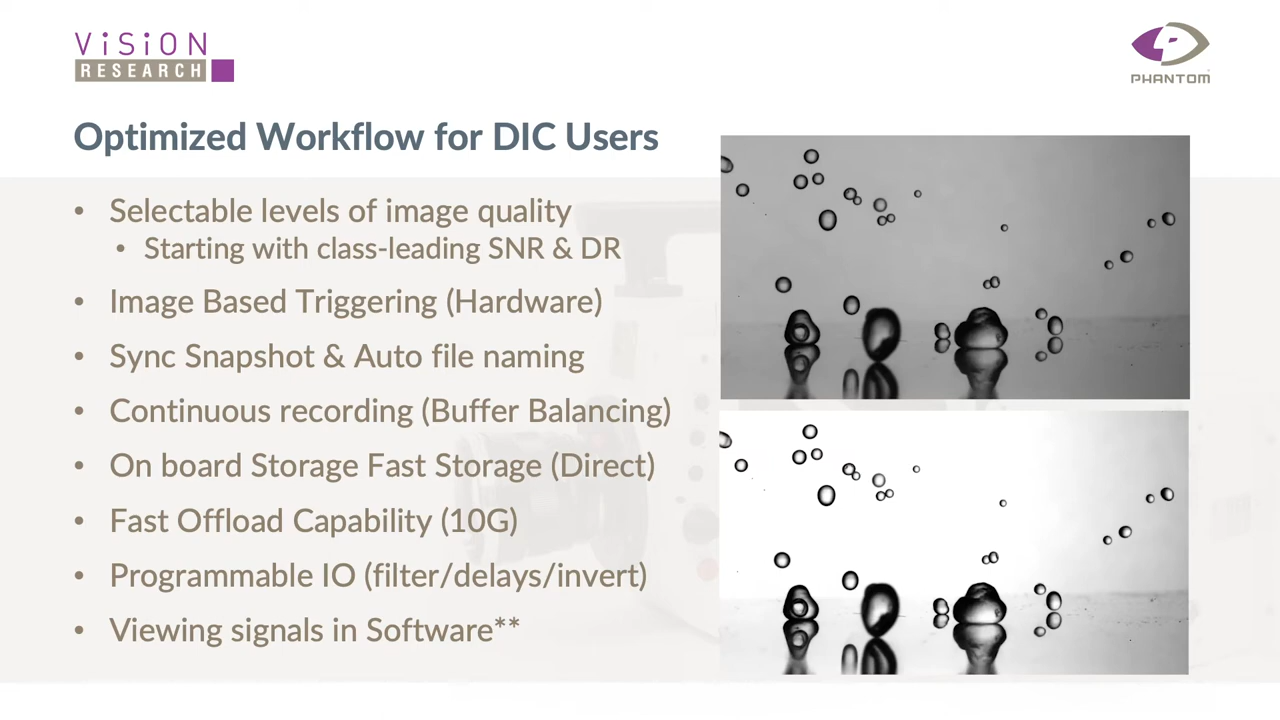 ViSiON
RESEARCH
PHANTOM
Optimized Workflow for DIC Users
• Selectable levels of image quality
• Starting with class-leading SNR & DR
• Image Based Triggering (Hardware)
• Sync Snapshot & Auto file naming
• Continuous recording (Buffer Balancing)
• On board Storage Fast Storage (Direct)
• Fast Offload Capability (10G)
• Programmable IO (filter/delays/invert)
• Viewing signals in Software**